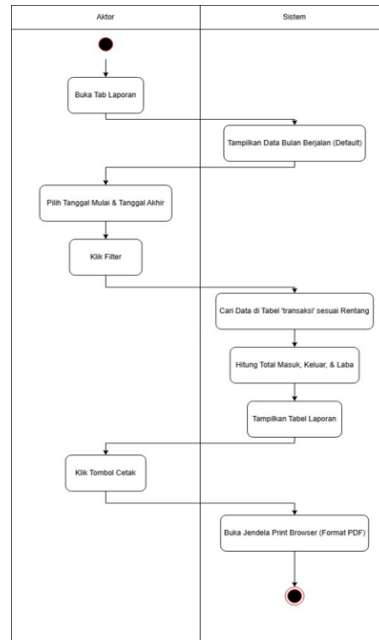 Aktor
Sistem
Buka Tab Laporan
Tampilkan Data Bulan Berjalan (Default)
Pilih Tanggal Mulai & Tanggal Akhir
Klik Filter
Cari Data di Tabel 'transaksi' sesuai Rentang
Hitung Total Masuk, Keluar, & Laba
Tampilkan Tabel Laporan
Klik Tombol Cetak
Buka Jendela Print Browser (Format PDF)